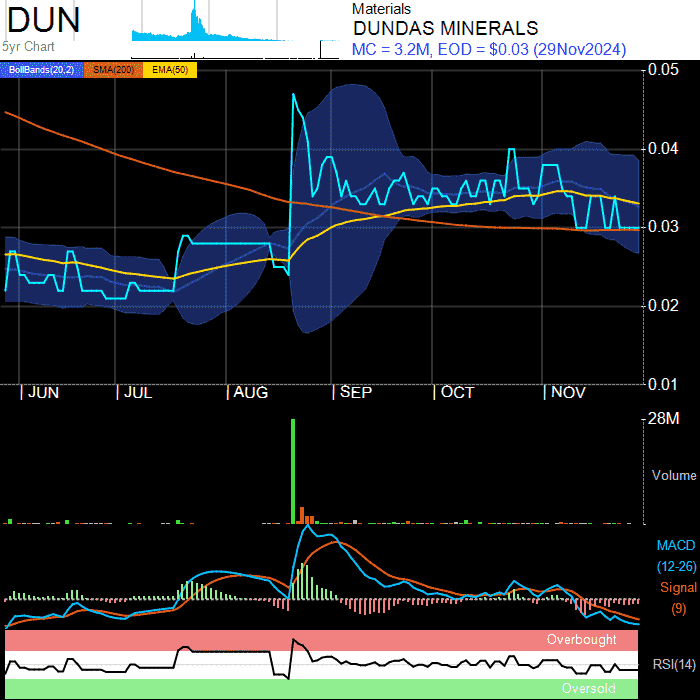 DUN
5yr Chart
Materials
DUNDAS MINERALS
MC = 3.2M, EOD = $0.03 (29Nov2024)
BollBands(20,2) SMA(200) EMA(50)
0.05
0.04
0.03
0.02
0.01
JUN JUL AUG SEP OCT NOV
28M
Volume
MACD
(12-26)
Signal
(9)
Overbought
RSI(14)
Oversold